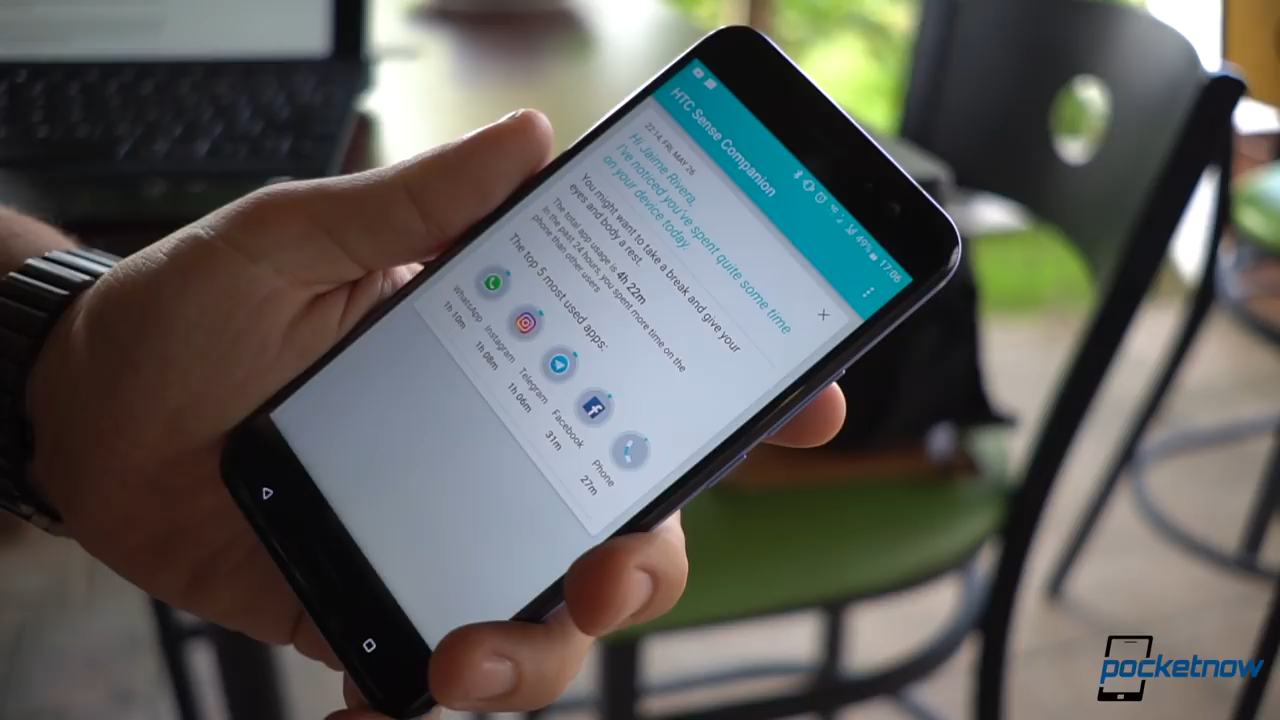 49% 17:06
HTC Sense Companion
22:14, FRI, MAY 26
Hi Jaime Rivera,
I've noticed you've spent quite some time
on your device today.
You might want to take a break and give your
eyes and body a rest.
The total app usage is 4h 22m
In the past 24 hours, you spent more time on the
phone than other users
The top 5 most used apps:
WhatsApp Instagram Telegram Facebook Phone
1h 10m 1h 08m 1h 06m 31m 27m
pocketnow